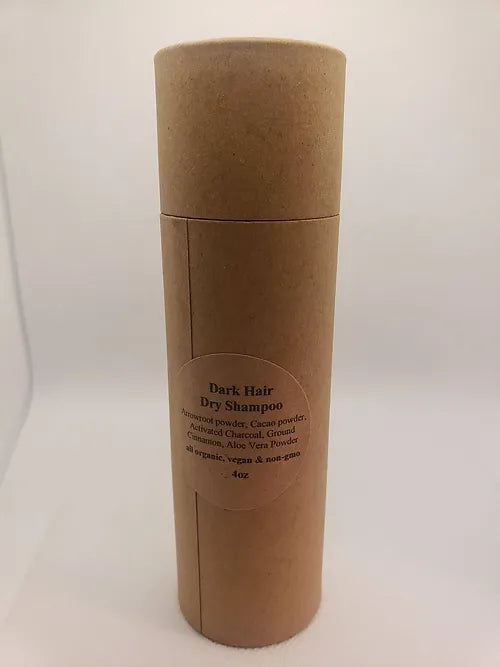 Dark Hair
Dry Shampoo
Arrowroot powder, Cacao powder,
Activated Charcoal, Ground
Cinnamon, Aloe Vera Powder
all organic, vegan & non-gmo
4oz